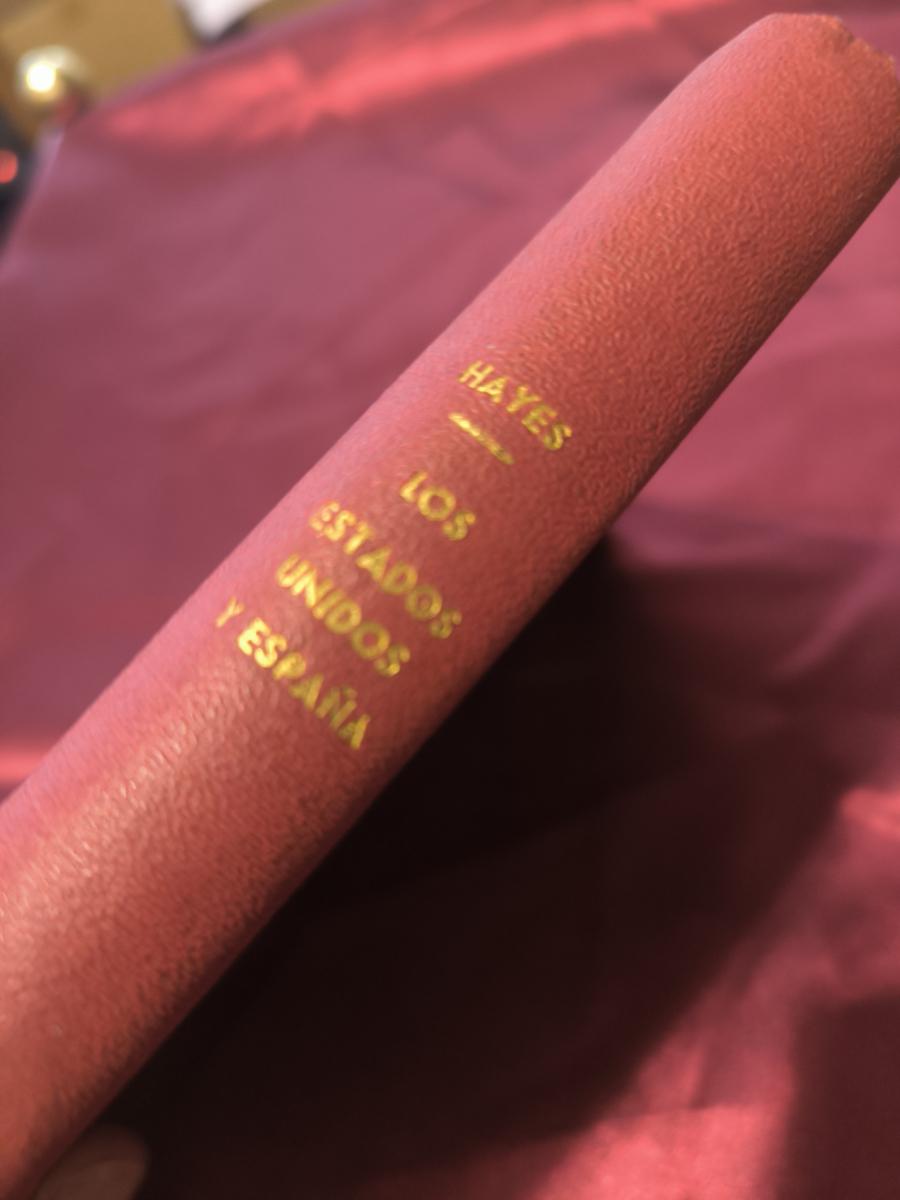 HAYES
LOS
ESTADOS
UNIDOS
Y ESPAÑA